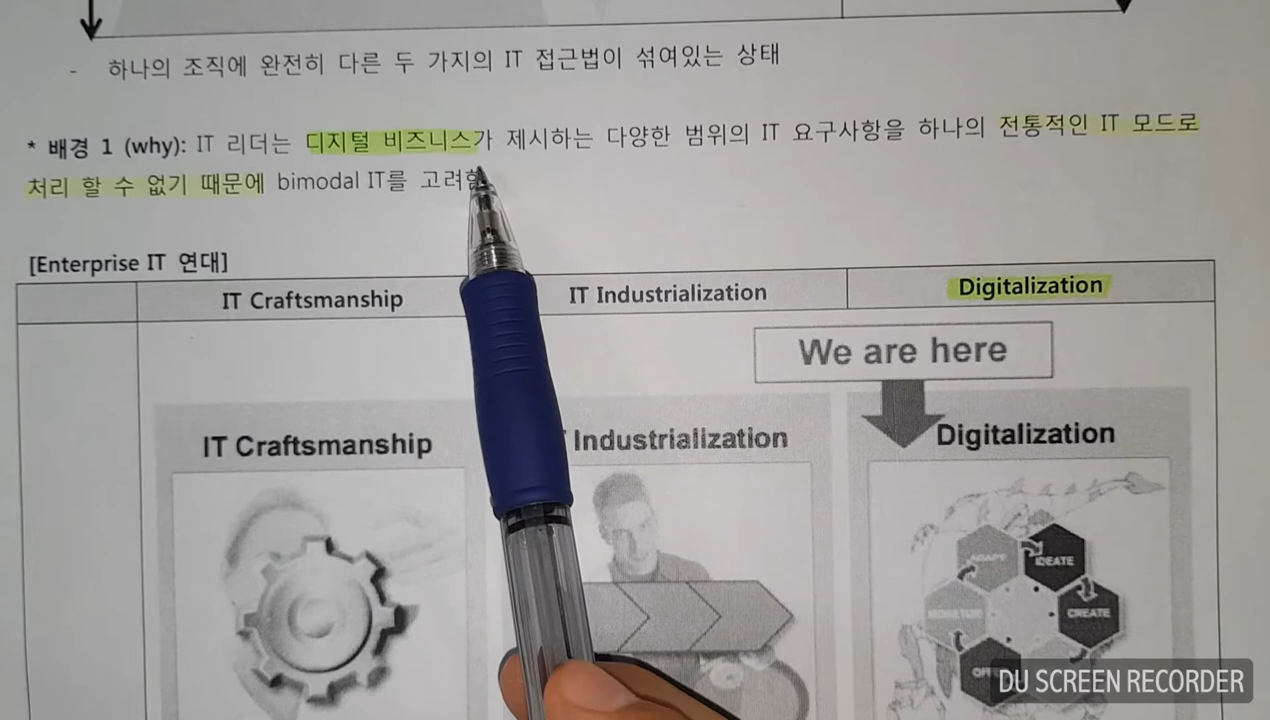 - 하나의 조직에 완전히 다른 두 가지의 IT 접근법이 섞여있는 상태
* 배경 1 (why): IT 리더는 디지털 비즈니스가 제시하는 다양한 범위의 IT 요구사항을 하나의 전통적인 IT 모드로
처리 할 수 없기 때문에 bimodal IT를 고려함
[Enterprise IT 연대]
IT Craftsmanship IT Industrialization Digitalization
We are here
IT Craftsmanship Industrialization Digitalization
ADAPT IDEATE
CREATE
DU SCREEN RECORDER